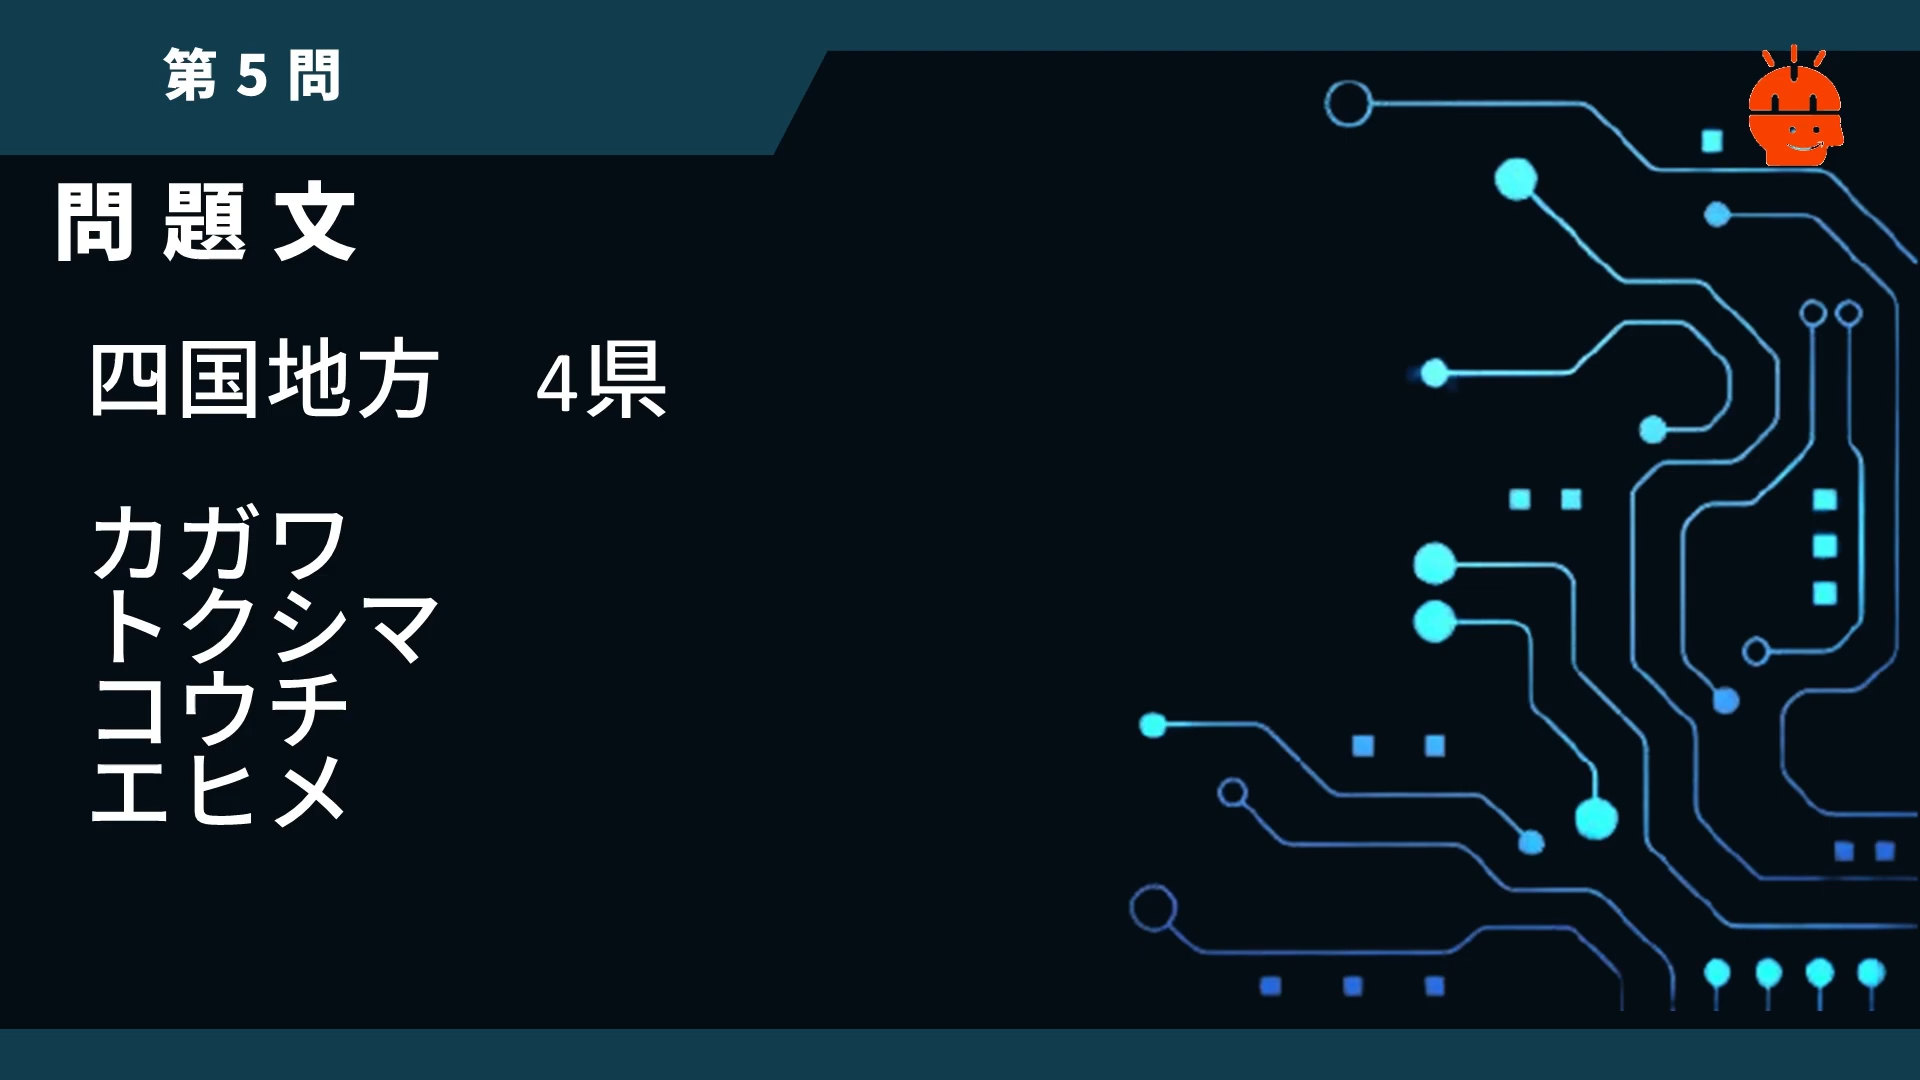 第5問
問題文
四国地方　4県
カガワ
トクシマ
コウチ
エヒメ